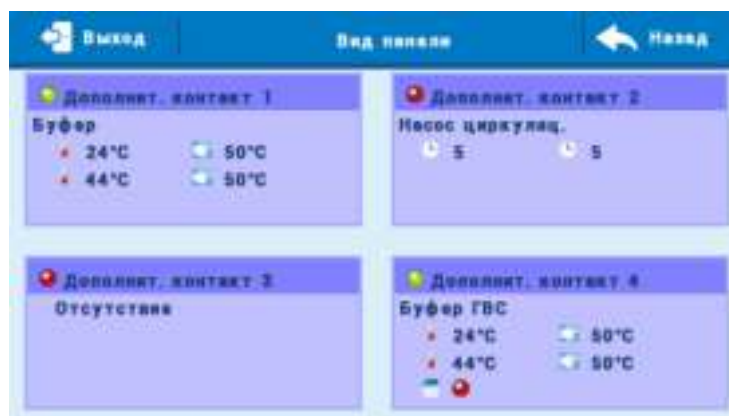 Выход
Вид панели
Назад
Дополнит. контакт 1
Буфер
24°C 50°C
44°C 50°C
Дополнит. контакт 2
Насос циркуляц.
5 5
Дополнит. контакт 3
Отсутствие
Дополнит. контакт 4
Буфер ГВС
24°C 50°C
44°C 50°C